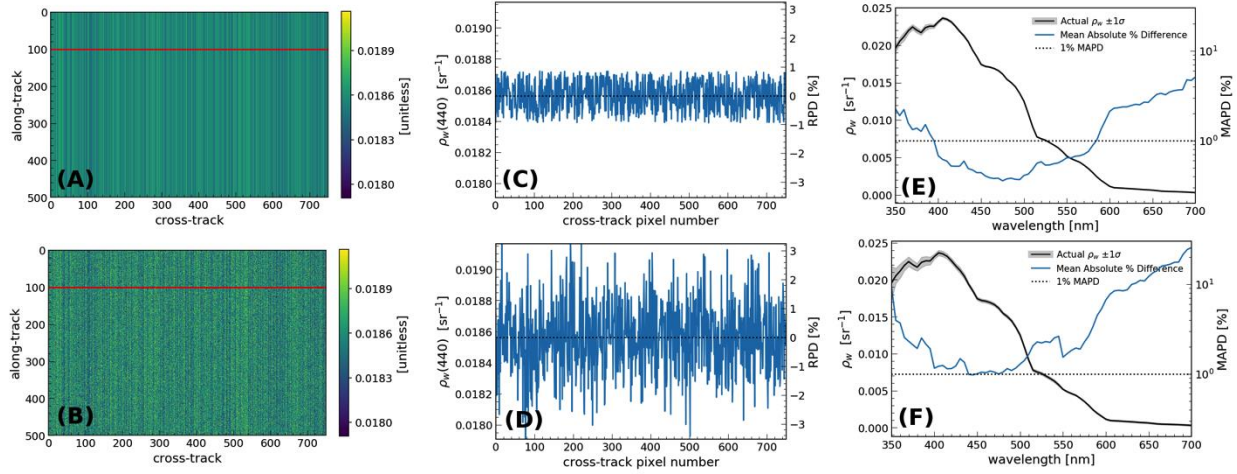 0
100
200
300
400
500
along-track
0 100 200 300 400 500 600 700
cross-track
(A)
0.0189
0.0186
0.0183
0.0180
[unitless]
0.0190
0.0188
0.0186
0.0184
0.0182
0.0180
ρw(440) [sr−1]
0 100 200 300 400 500 600 700
cross-track pixel number
(C)
3
2
1
0
−1
−2
−3
RPD [%]
0.025
0.020
0.015
0.010
0.005
0.000
ρw [sr−1]
Actual ρw ±1σ
Mean Absolute % Difference
1% MAPD
(E)
350 400 450 500 550 600 650 700
wavelength [nm]
10¹
10⁰
MAPD [%]
0
100
200
300
400
500
along-track
0 100 200 300 400 500 600 700
cross-track
(B)
0.0189
0.0186
0.0183
0.0180
[unitless]
0.0190
0.0188
0.0186
0.0184
0.0182
0.0180
ρw(440) [sr−1]
0 100 200 300 400 500 600 700
cross-track pixel number
(D)
3
2
1
0
−1
−2
−3
RPD [%]
0.025
0.020
0.015
0.010
0.005
0.000
ρw [sr−1]
Actual ρw ±1σ
Mean Absolute % Difference
1% MAPD
(F)
350 400 450 500 550 600 650 700
wavelength [nm]
10¹
10⁰
MAPD [%]